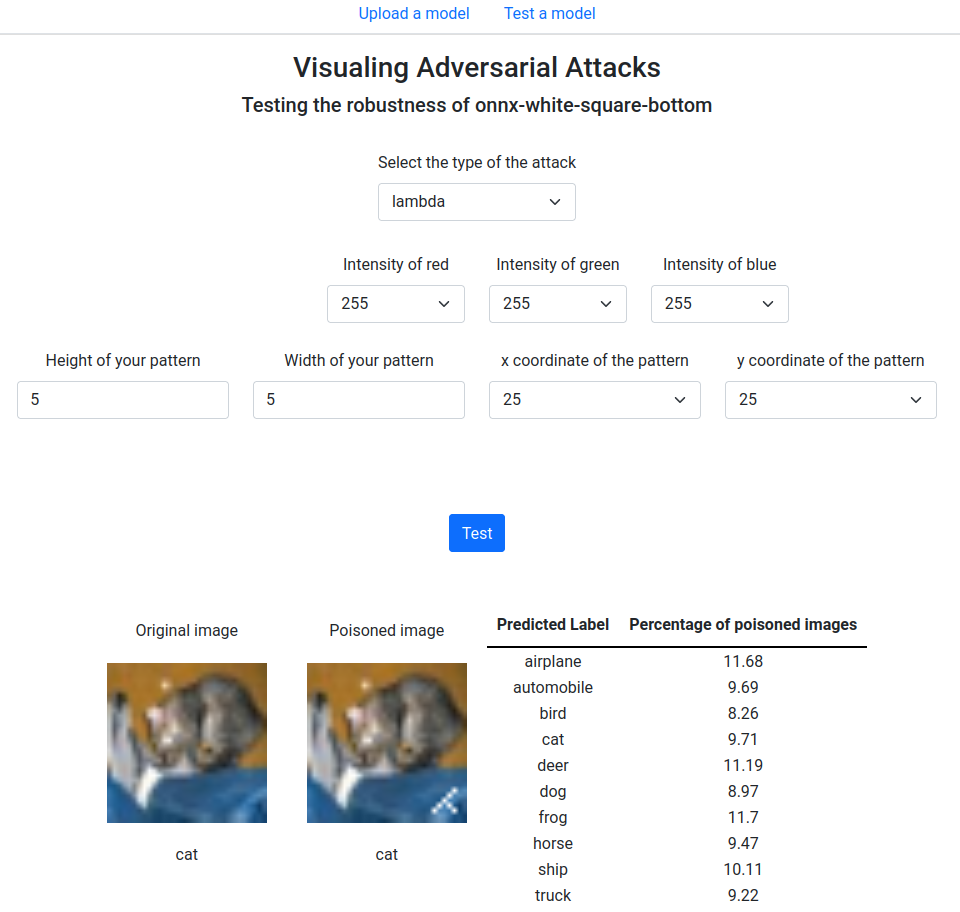 Upload a model Test a model
Visualing Adversarial Attacks
Testing the robustness of onnx-white-square-bottom
Select the type of the attack
lambda
Intensity of red Intensity of green Intensity of blue
255 255 255
Height of your pattern Width of your pattern x coordinate of the pattern y coordinate of the pattern
5 5 25 25
Test
Original image Poisoned image
cat cat
Predicted Label Percentage of poisoned images
airplane 11.68
automobile 9.69
bird 8.26
cat 9.71
deer 11.19
dog 8.97
frog 11.7
horse 9.47
ship 10.11
truck 9.22